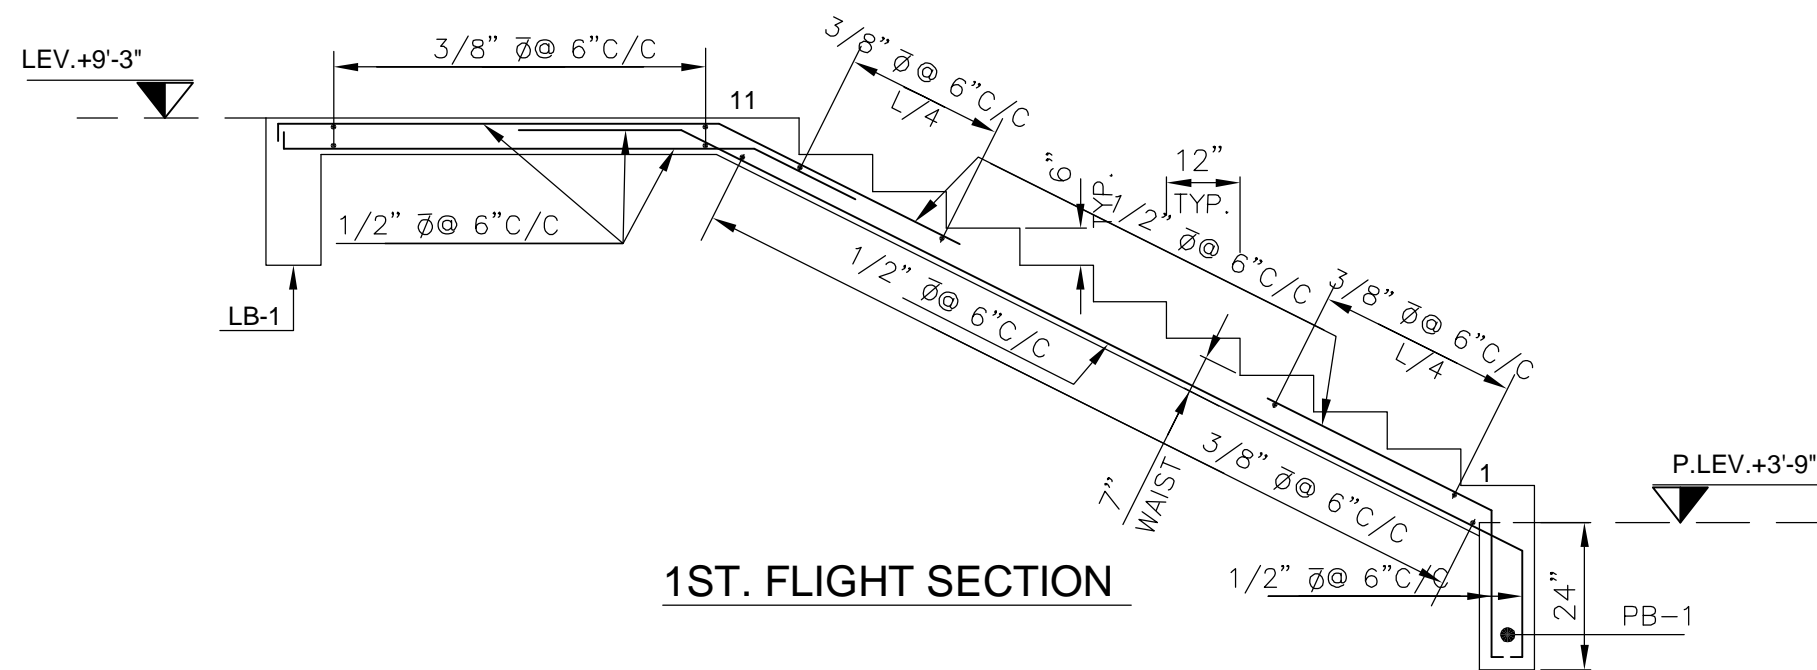 LEV.+9'-3"
3/8" ⌀@ 6"C/C
3/8" ⌀@ 6"C/C
L/4
11
6"
TYP.
12"
TYP.
1/2" ⌀@ 6"C/C
1/2" ⌀@ 6"C/C
1/2" ⌀@ 6"C/C
3/8" ⌀@ 6"C/C
L/4
LB-1
7"
WAIST
3/8" ⌀@ 6"C/C
1
P.LEV.+3'-9"
1ST. FLIGHT SECTION
1/2" ⌀@ 6"C/C
24"
PB-1